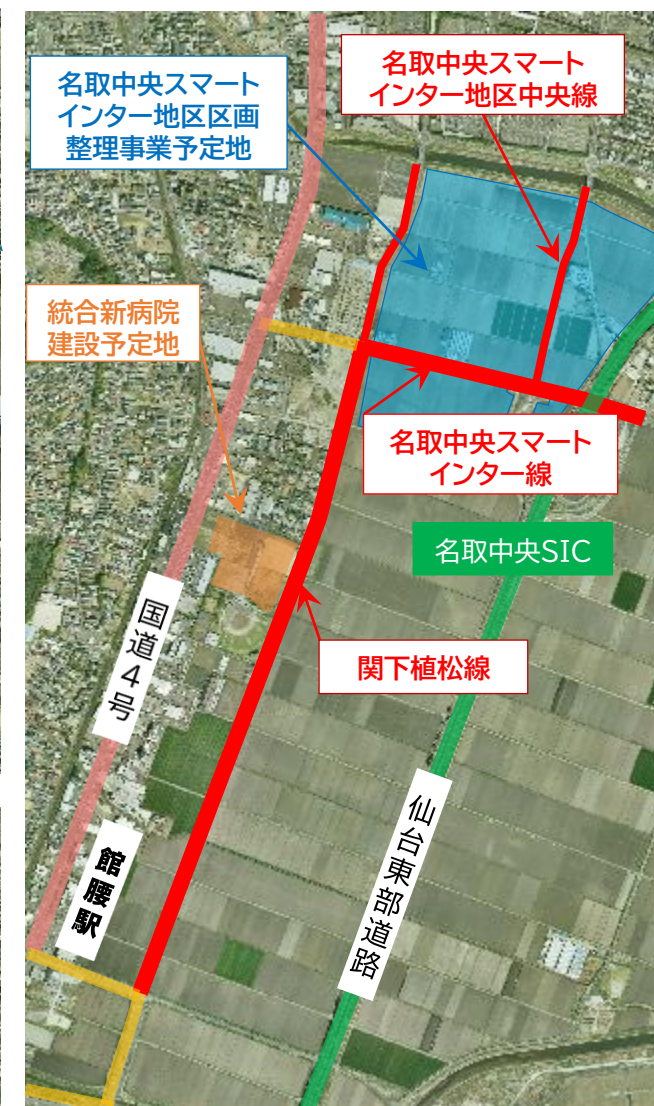 名取中央スマート
インター地区区画
整理事業予定地
名取中央スマート
インター地区中央線
統合新病院
建設予定地
名取中央スマート
インター線
名取中央SIC
国道4号
関下植松線
仙台東部道路
館腰駅